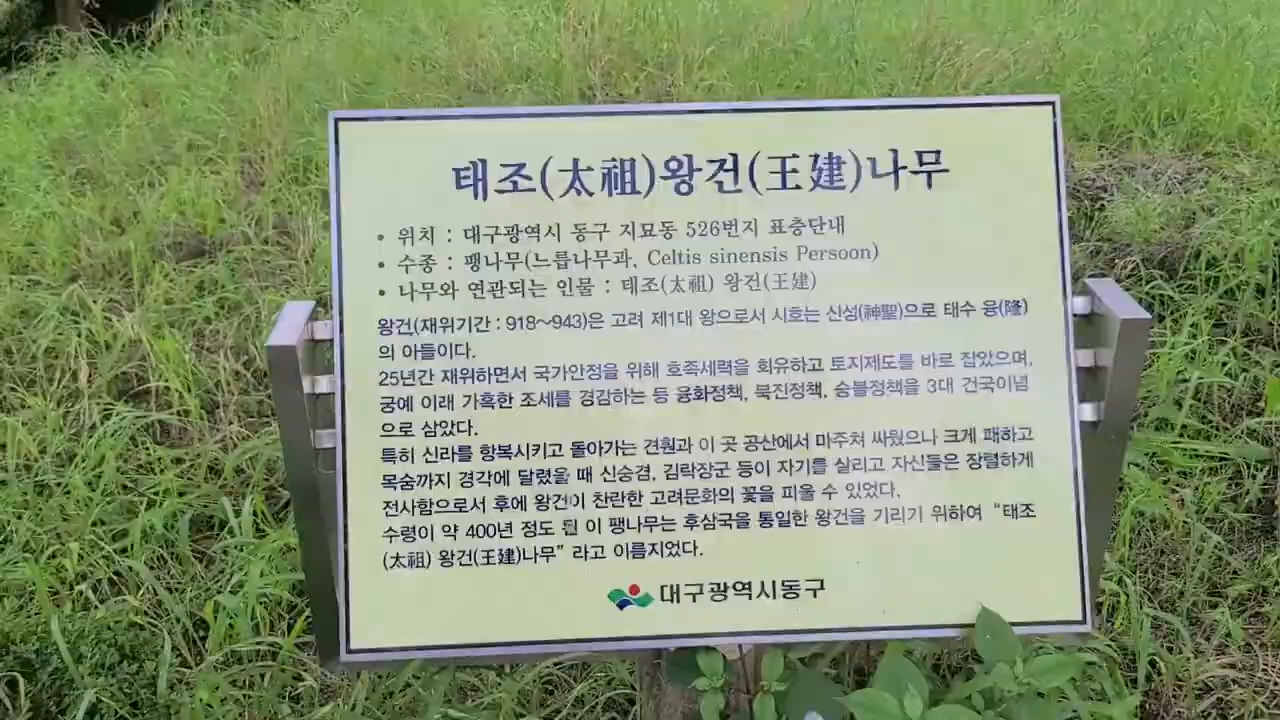 태조(太祖)왕건(王建)나무
• 위치 : 대구광역시 동구 지묘동 526번지 표충단내
• 수종 : 팽나무(느릅나무과, Celtis sinensis Persoon)
• 나무와 연관되는 인물 : 태조(太祖) 왕건(王建)
왕건(재위기간 : 918～943)은 고려 제1대 왕으로서 시호는 신성(神聖)으로 태수 융(隆)
의 아들이다.
25년간 재위하면서 국가안정을 위해 호족세력을 회유하고 토지제도를 바로 잡았으며,
궁예 이래 가혹한 조세를 경감하는 등 융화정책, 북진정책, 숭불정책을 3대 건국이념
으로 삼았다.
특히 신라를 항복시키고 돌아가는 견훤과 이 곳 공산에서 마주쳐 싸웠으나 크게 패하고
목숨까지 경각에 달렸을 때 신숭겸, 김락장군 등이 자기를 살리고 자신들은 장렬하게
전사함으로서 후에 왕건이 찬란한 고려문화의 꽃을 피울 수 있었다.
수령이 약 400년 정도 된 이 팽나무는 후삼국을 통일한 왕건을 기리기 위하여 “태조
(太祖) 왕건(王建)나무” 라고 이름지었다.
대구광역시동구